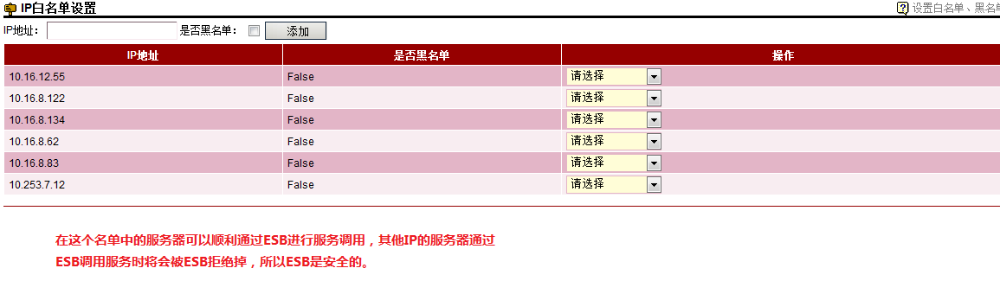 IP白名单设置
设置白名单、黑名单
IP地址： 是否黑名单： 添加
IP地址 是否黑名单 操作
10.16.12.55 False 请选择
10.16.8.122 False 请选择
10.16.8.134 False 请选择
10.16.8.62 False 请选择
10.16.8.83 False 请选择
10.253.7.12 False 请选择
在这个名单中的服务器可以顺利通过ESB进行服务调用，其他IP的服务器通过
ESB调用服务时将会被ESB拒绝掉，所以ESB是安全的。